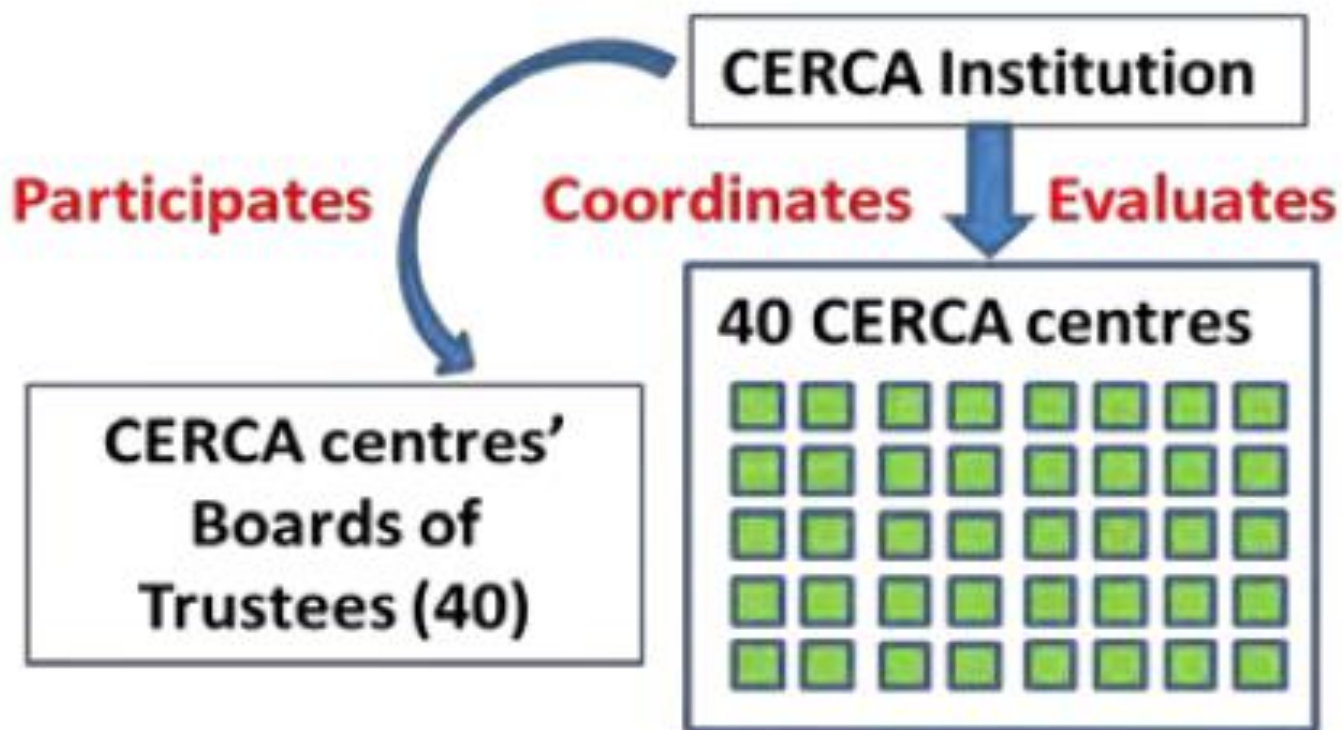 CERCA Institution
Participates
Coordinates
Evaluates
40 CERCA centres
CERCA centres’
Boards of
Trustees (40)